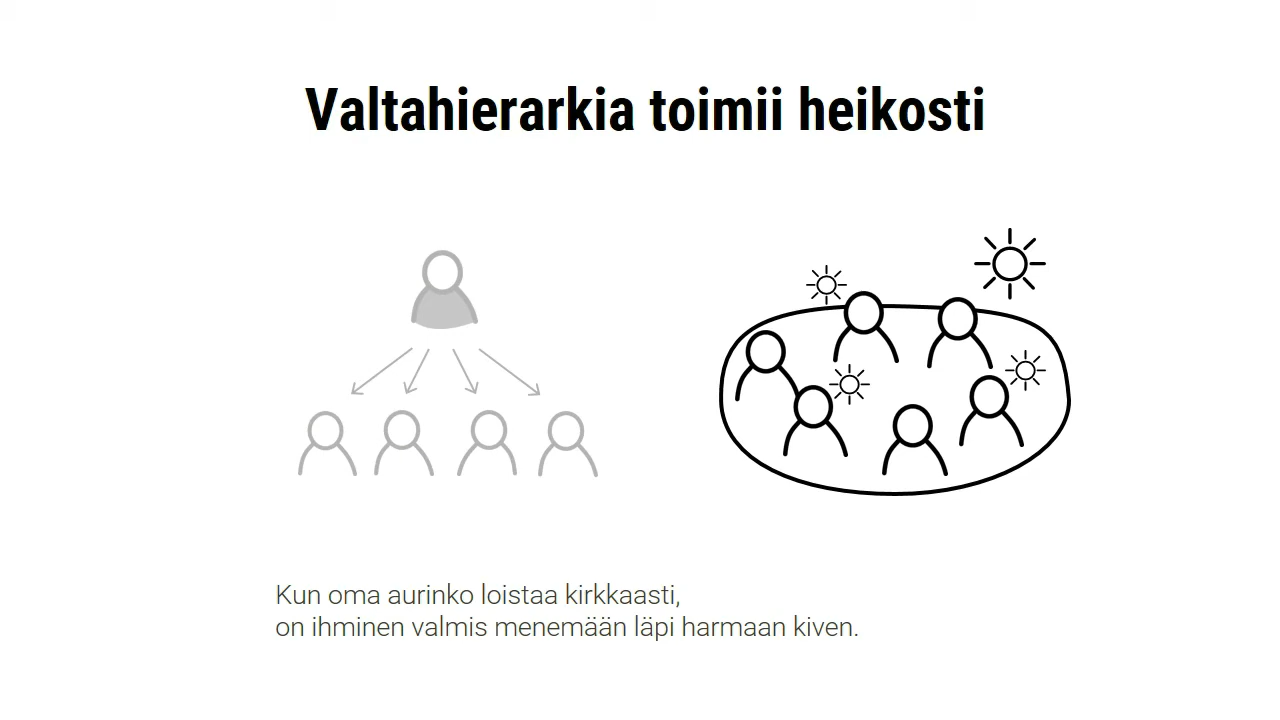 Valtahierarkia toimii heikosti
Kun oma aurinko loistaa kirkkaasti,
on ihminen valmis menemään läpi harmaan kiven.